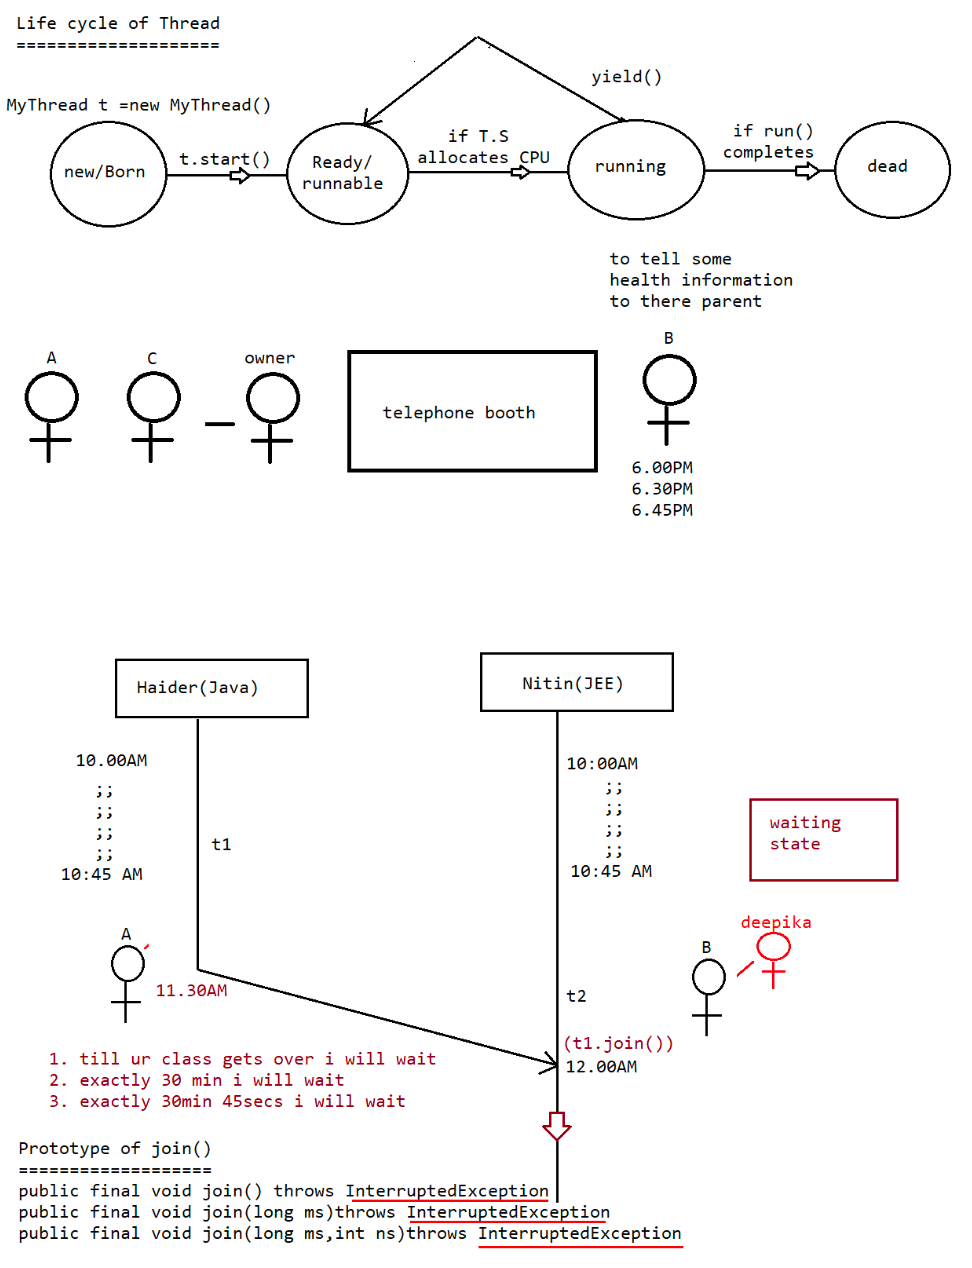 Life cycle of Thread
====================
MyThread t =new MyThread()
new/Born
t.start()
Ready/
runnable
if T.S
allocates CPU
yield()
running
if run()
completes
dead
to tell some
health information
to there parent
A
C
owner
telephone booth
B
6.00PM
6.30PM
6.45PM
Haider(Java)
Nitin(JEE)
10.00AM
;;
;;
;;
;;
10:45 AM
t1
10:00AM
;;
;;
;;
;;
10:45 AM
waiting
state
A
11.30AM
B
deepika
t2
(t1.join())
12.00AM
1. till ur class gets over i will wait
2. exactly 30 min i will wait
3. exactly 30min 45secs i will wait
Prototype of join()
===================
public final void join() throws InterruptedException
public final void join(long ms)throws InterruptedException
public final void join(long ms,int ns)throws InterruptedException